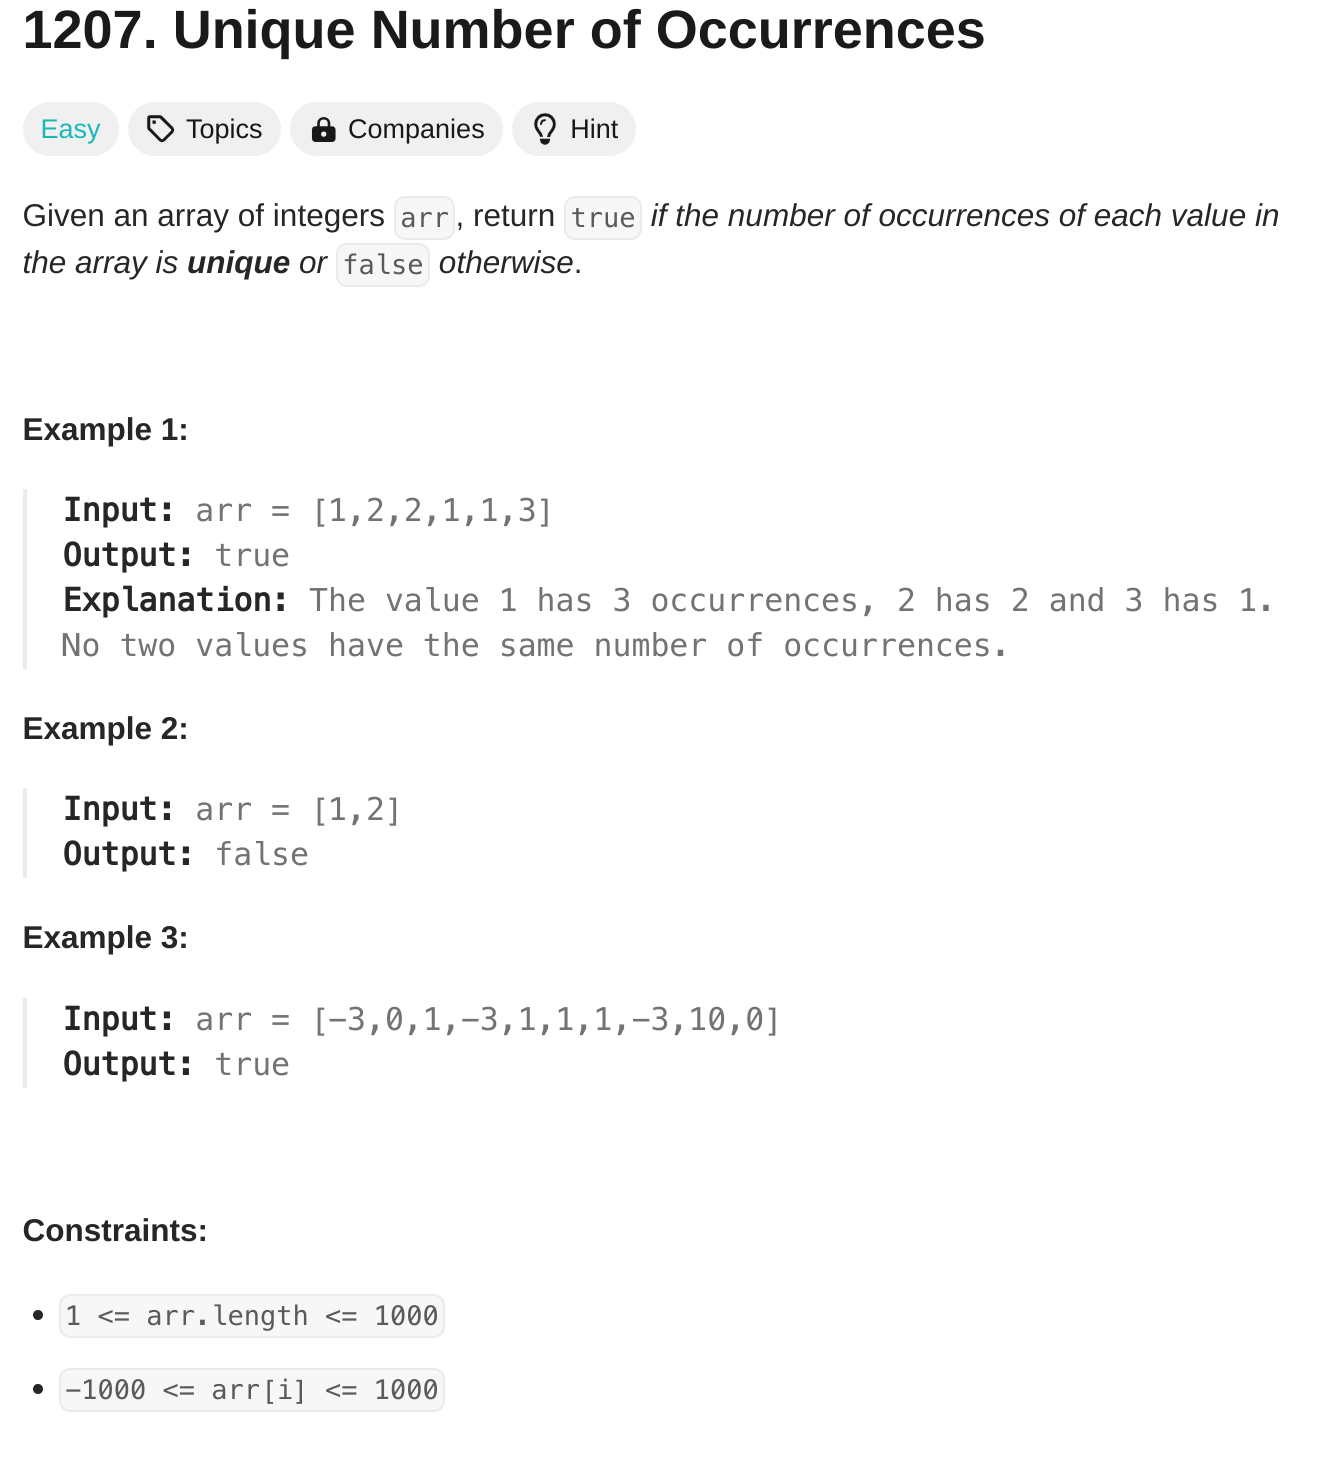 1207. Unique Number of Occurrences
Easy Topics Companies Hint
Given an array of integers arr, return true if the number of occurrences of each value in
the array is unique or false otherwise.
Example 1:
Input: arr = [1,2,2,1,1,3]
Output: true
Explanation: The value 1 has 3 occurrences, 2 has 2 and 3 has 1.
No two values have the same number of occurrences.
Example 2:
Input: arr = [1,2]
Output: false
Example 3:
Input: arr = [−3,0,1,−3,1,1,1,−3,10,0]
Output: true
Constraints:
• 1 <= arr.length <= 1000
• −1000 <= arr[i] <= 1000